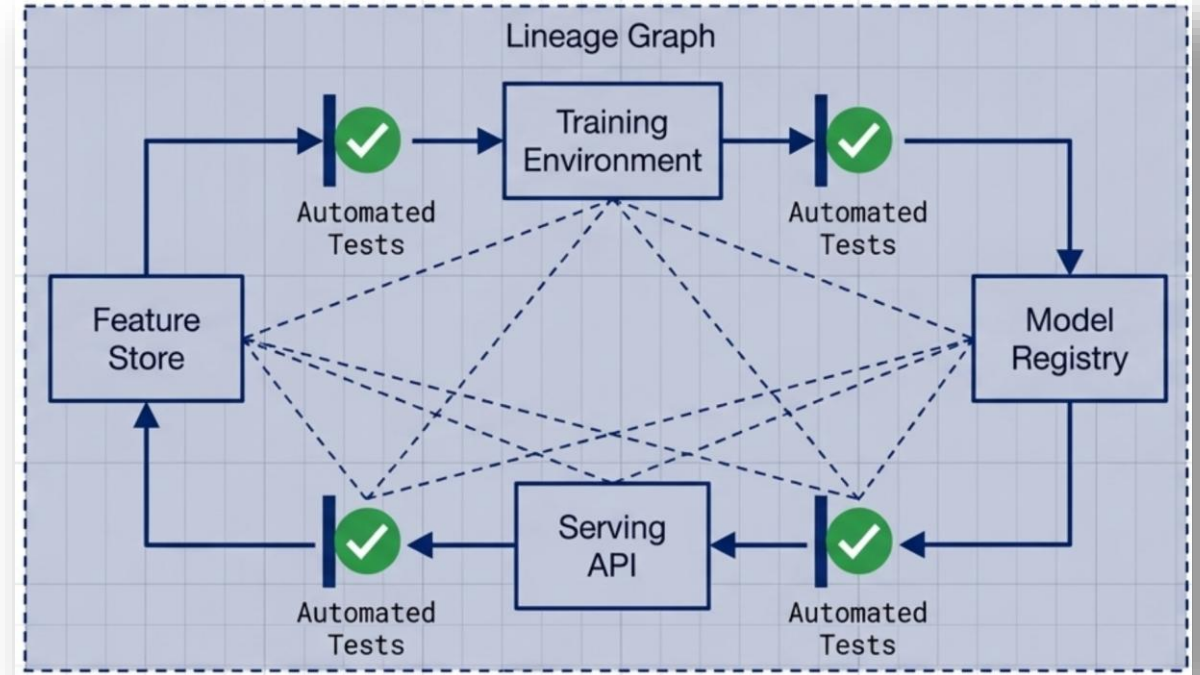 Lineage Graph
Training
Environment
Automated
Tests
Automated
Tests
Feature
Store
Model
Registry
Serving
API
Automated
Tests
Automated
Tests